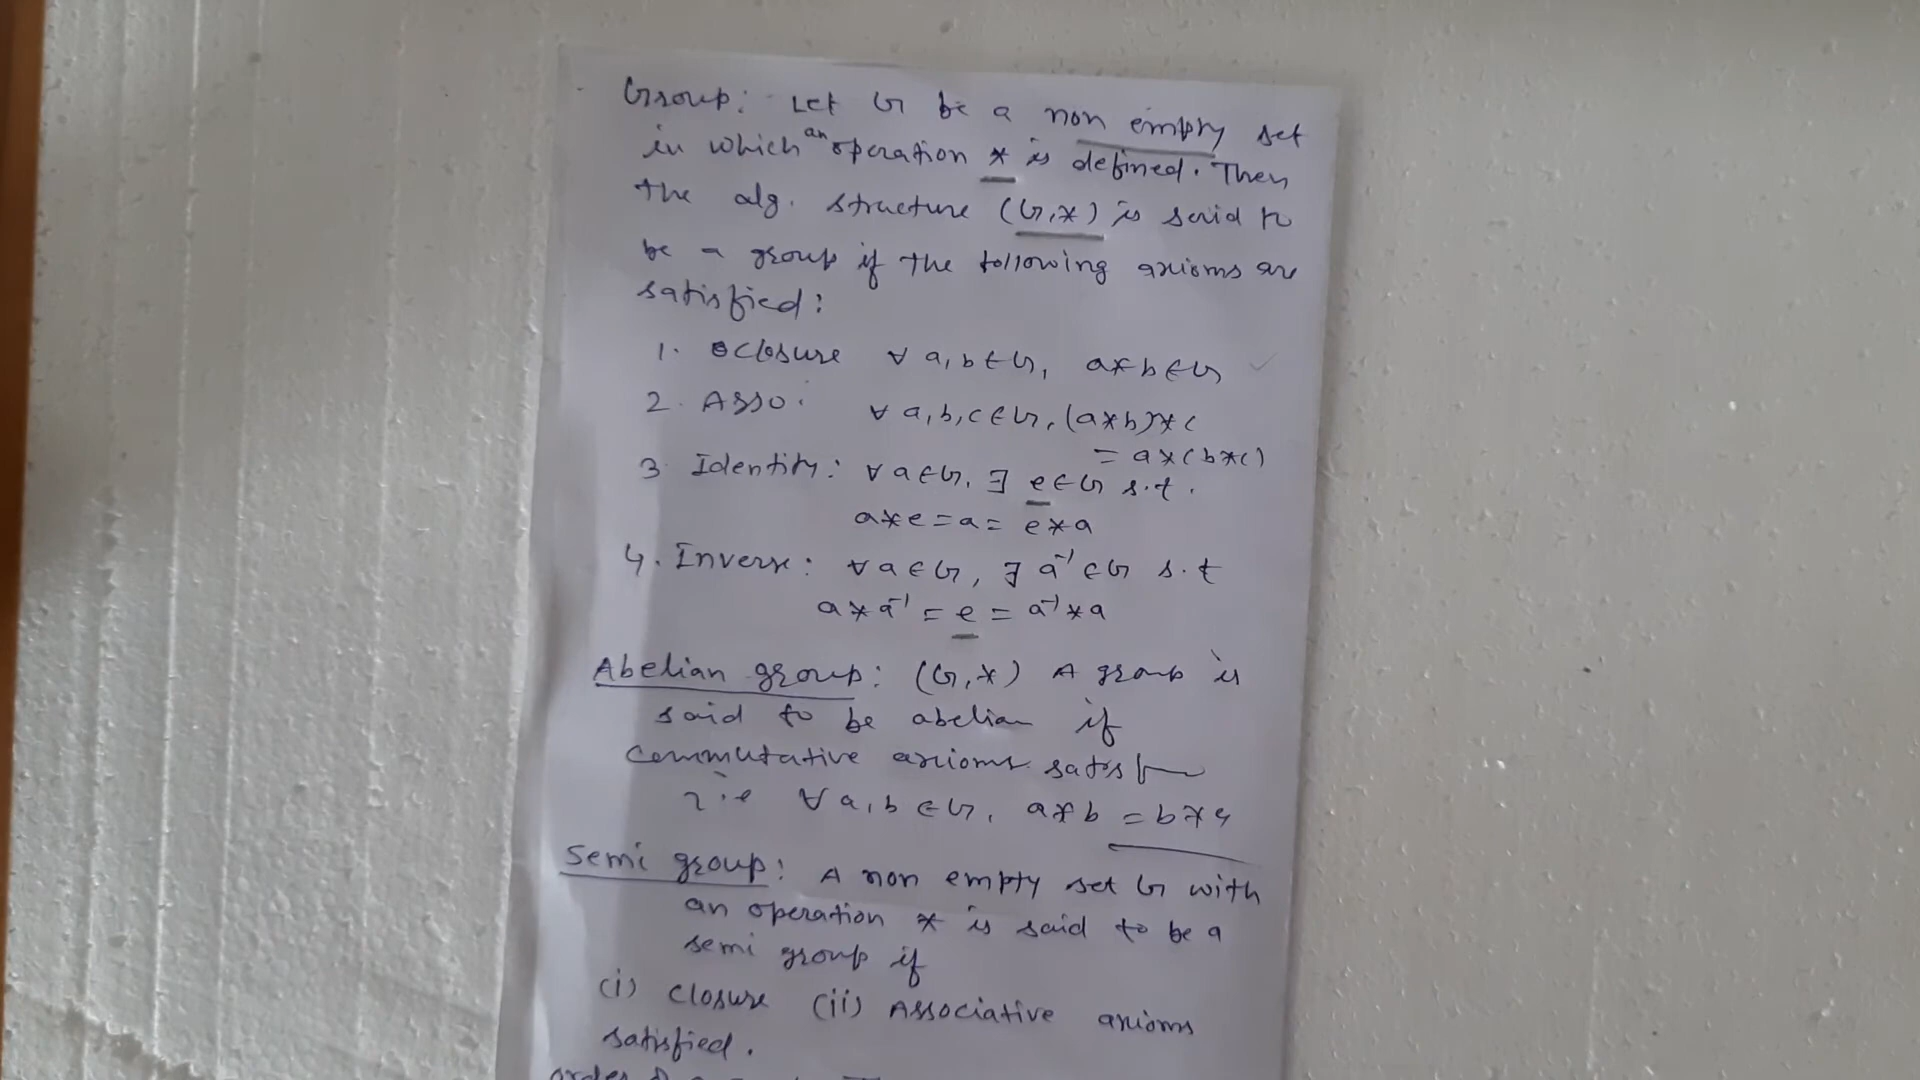 Group: Let G be a non empty set
in which an operation * is defined. Then
the alg. structure (G,*) is said to
be a group if the following axioms are
satisfied:
1. closure ∀ a,b∈G, a*b∈G
2. Asso: ∀ a,b,c∈G, (a*b)*c
= a*(b*c)
3. Identity: ∀ a∈G, ∃ e∈G s.t.
a*e=a= e*a
4. Inverse: ∀ a∈G, ∃ a⁻¹∈G s.t
a*a⁻¹ = e = a⁻¹*a
Abelian group: (G,*) A group is
said to be abelian if
commutative axioms satisfy
i.e ∀ a,b∈G, a*b = b*a
Semi group: A non empty set G with
an operation * is said to be a
semi group if
(i) closure (ii) Associative axioms
satisfied.